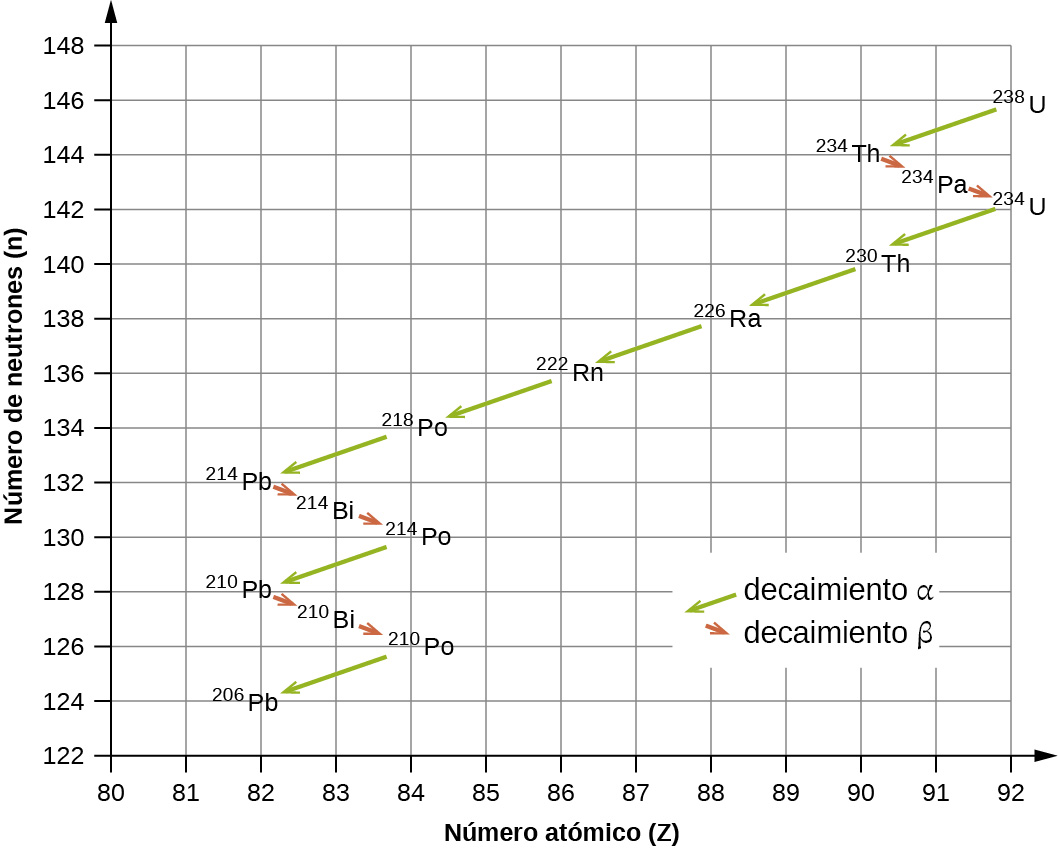 148
146
144
142
140
138
136
134
132
130
128
126
124
122
Número de neutrones (n)
²³⁸U
²³⁴Th
²³⁴Pa
²³⁴U
²³⁰Th
²²⁶Ra
²²²Rn
²¹⁸Po
²¹⁴Pb
²¹⁴Bi
²¹⁴Po
²¹⁰Pb
²¹⁰Bi
²¹⁰Po
²⁰⁶Pb
decaimiento α
decaimiento β
80 81 82 83 84 85 86 87 88 89 90 91 92
Número atómico (Z)